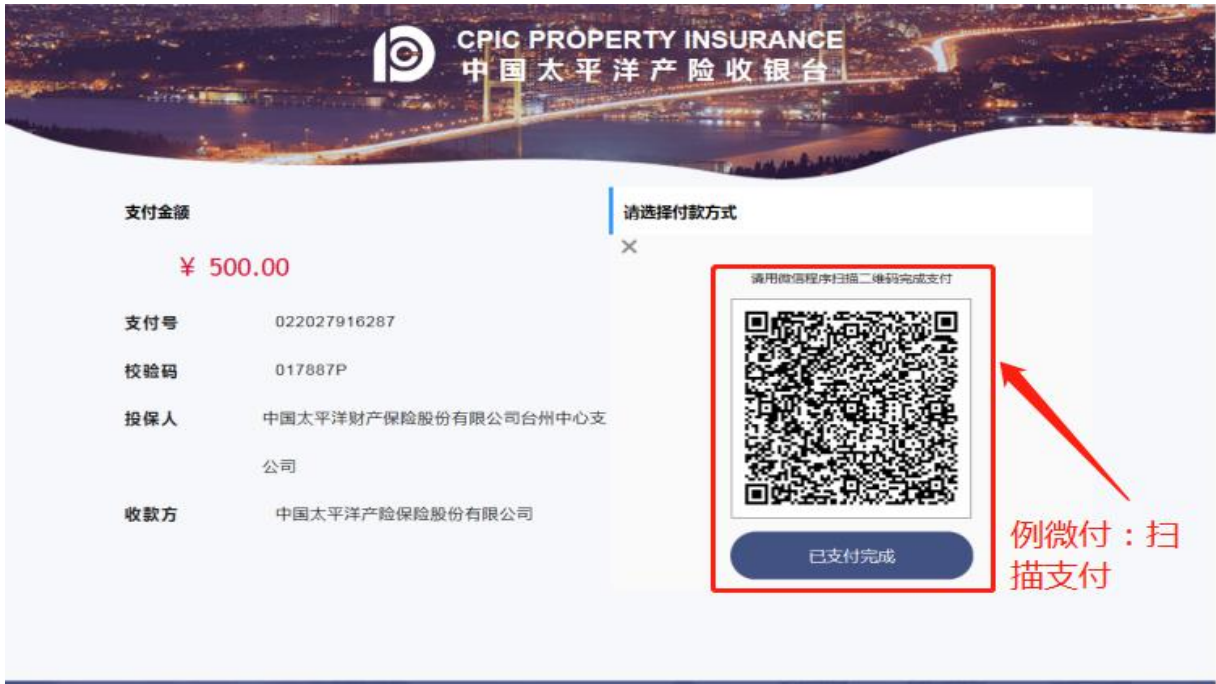 CPIC PROPERTY INSURANCE
中国太平洋产险收银台
支付金额
¥ 500.00
支付号 022027916287
校验码 017887P
投保人 中国太平洋财产保险股份有限公司台州中心支
公司
收款方 中国太平洋产险保险股份有限公司
请选择付款方式
×
请用微信程序扫描二维码完成支付
已支付完成
例微付：扫
描支付